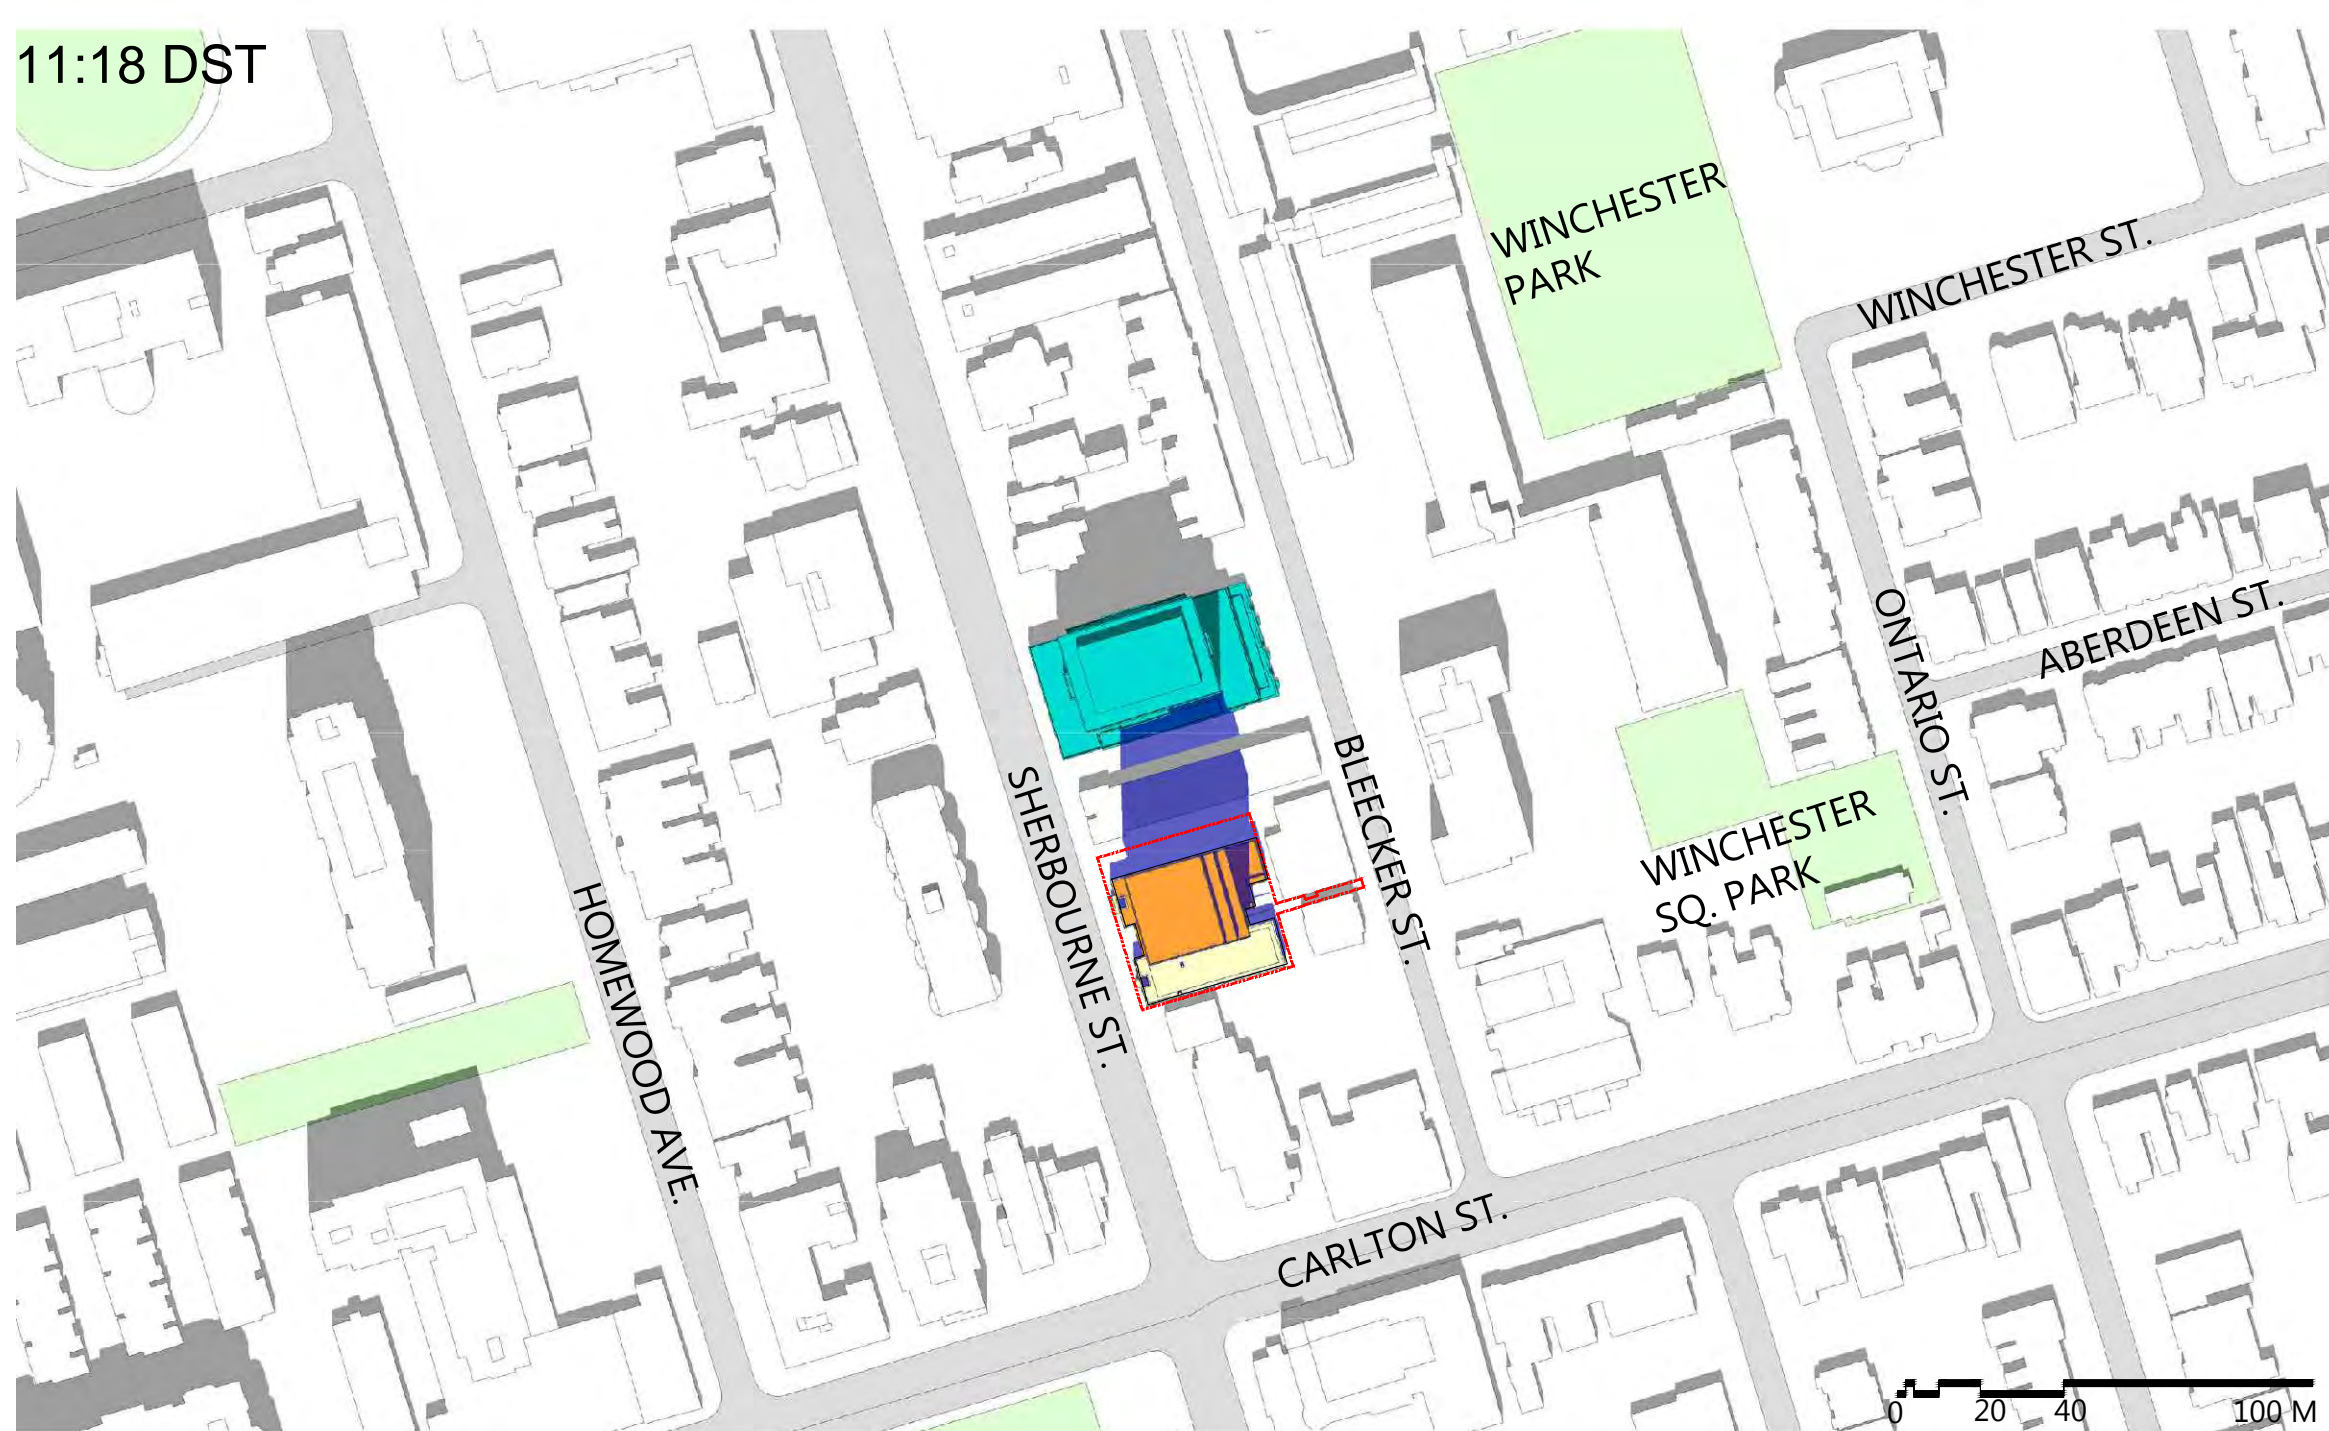 11:18 DST
WINCHESTER
PARK
WINCHESTER ST.
ONTARIO ST.
ABERDEEN ST.
SHERBOURNE ST.
BLEECKER ST.
WINCHESTER
SQ. PARK
HOMEWOOD AVE.
CARLTON ST.
0 20 40 100 M